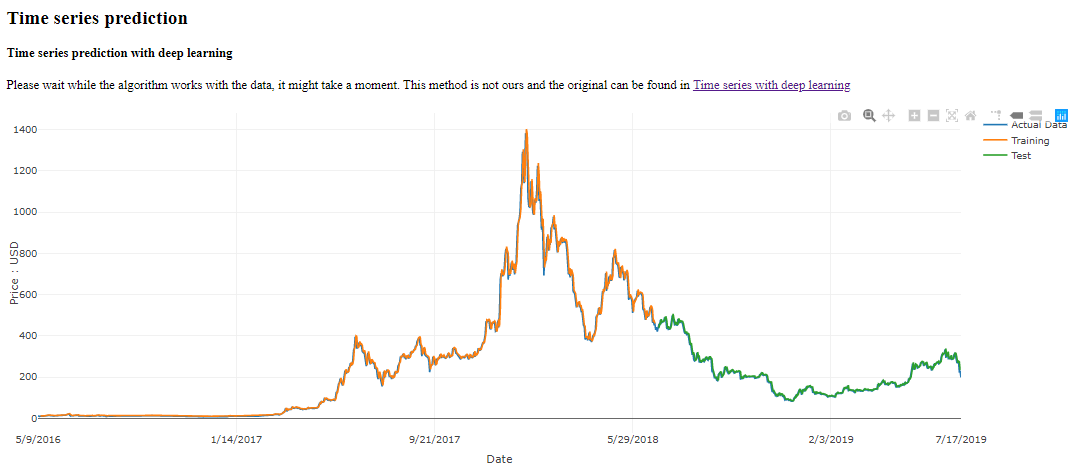 Time series prediction
Time series prediction with deep learning
Please wait while the algorithm works with the data, it might take a moment. This method is not ours and the original can be found in Time series with deep learning
Actual Data
Training
Test
1400
1200
1000
800
600
400
200
0
Price : USD
5/9/2016
1/14/2017
9/21/2017
5/29/2018
2/3/2019
7/17/2019
Date